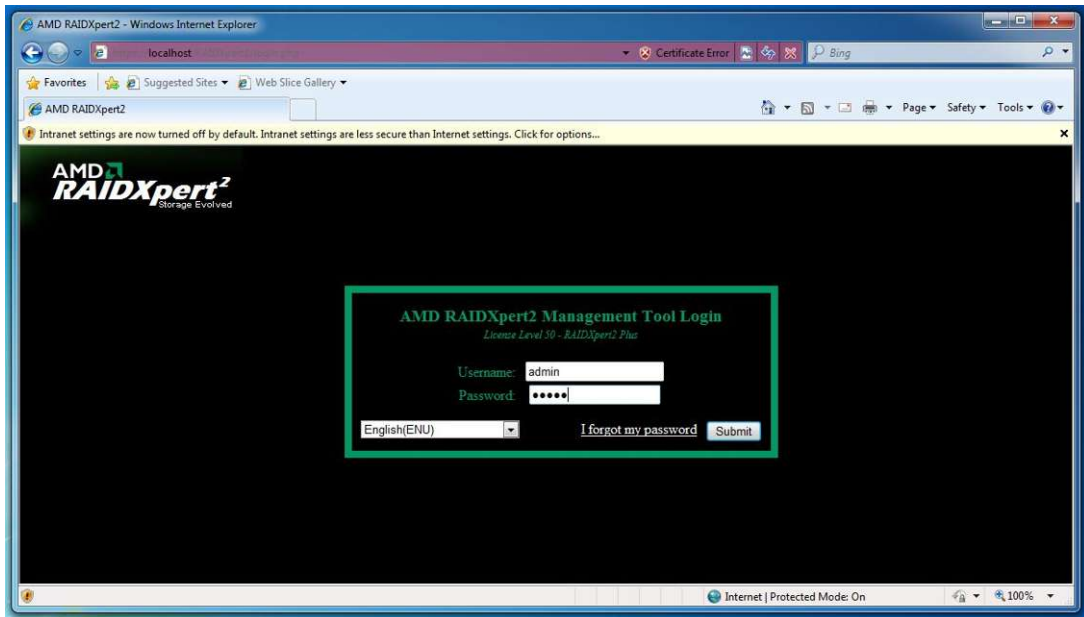 AMD RAIDXpert2 - Windows Internet Explorer
localhost
Certificate Error
Bing
Favorites Suggested Sites Web Slice Gallery
AMD RAIDXpert2
Page Safety Tools
Intranet settings are now turned off by default. Intranet settings are less secure than Internet settings. Click for options...
AMD
RAIDXpert2
Storage Evolved
AMD RAIDXpert2 Management Tool Login
License Level 50 - RAIDXpert2 Plus
Username: admin
Password: •••••
English(ENU) I forgot my password Submit
Internet | Protected Mode: On 100%